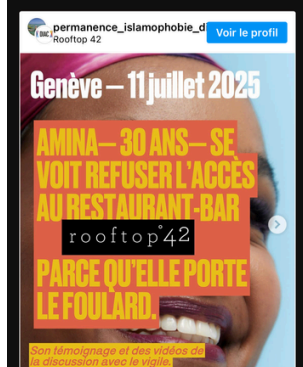 permanence_islamophobie_d
Rooftop 42
Voir le profil
Genève – 11 juillet 2025
AMINA– 30 ANS– SE
VOIT REFUSER L'ACCÈS
AU RESTAURANT-BAR
rooftop°42
PARCE QU'ELLE PORTE
LE FOULARD.
Son témoignage et des vidéos de
la discussion avec le vigile.